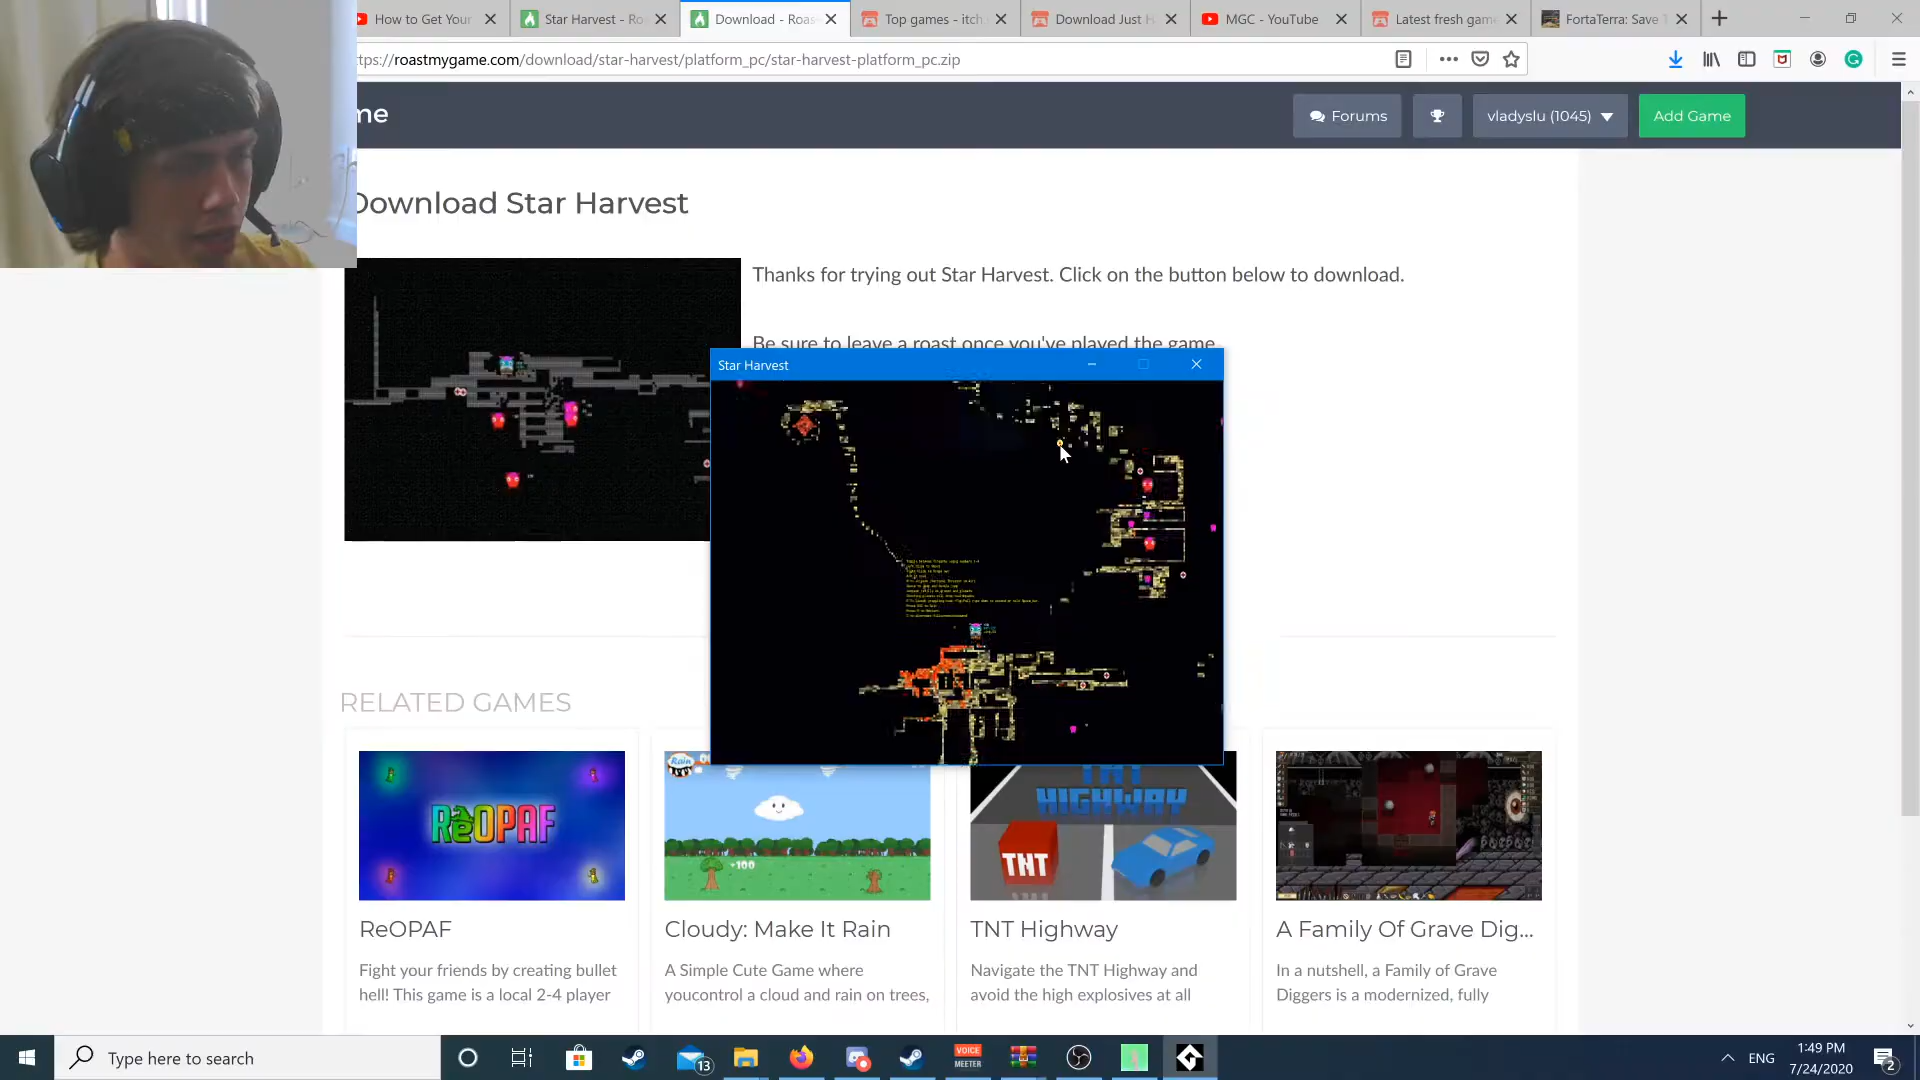 How to Get Your
Star Harvest - Ro
Download - Roas
Top games - itch
Download Just H
MGC - YouTube
Latest fresh game
FortaTerra: Save T
ttps://roastmygame.com/download/star-harvest/platform_pc/star-harvest-platform_pc.zip
me
Forums
vladyslu (1045)
Add Game
Download Star Harvest
Thanks for trying out Star Harvest. Click on the button below to download.
Be sure to leave a roast once you've played the game
Star Harvest
RELATED GAMES
ReOPAF
Rain
+100
TNT HIGHWAY
TNT
ReOPAF
Cloudy: Make It Rain
TNT Highway
A Family Of Grave Dig...
Fight your friends by creating bullet
hell! This game is a local 2-4 player
A Simple Cute Game where
youcontrol a cloud and rain on trees,
Navigate the TNT Highway and
avoid the high explosives at all
In a nutshell, a Family of Grave
Diggers is a modernized, fully
Type here to search
13
VOICE
MEETER
ENG
1:49 PM
7/24/2020
2